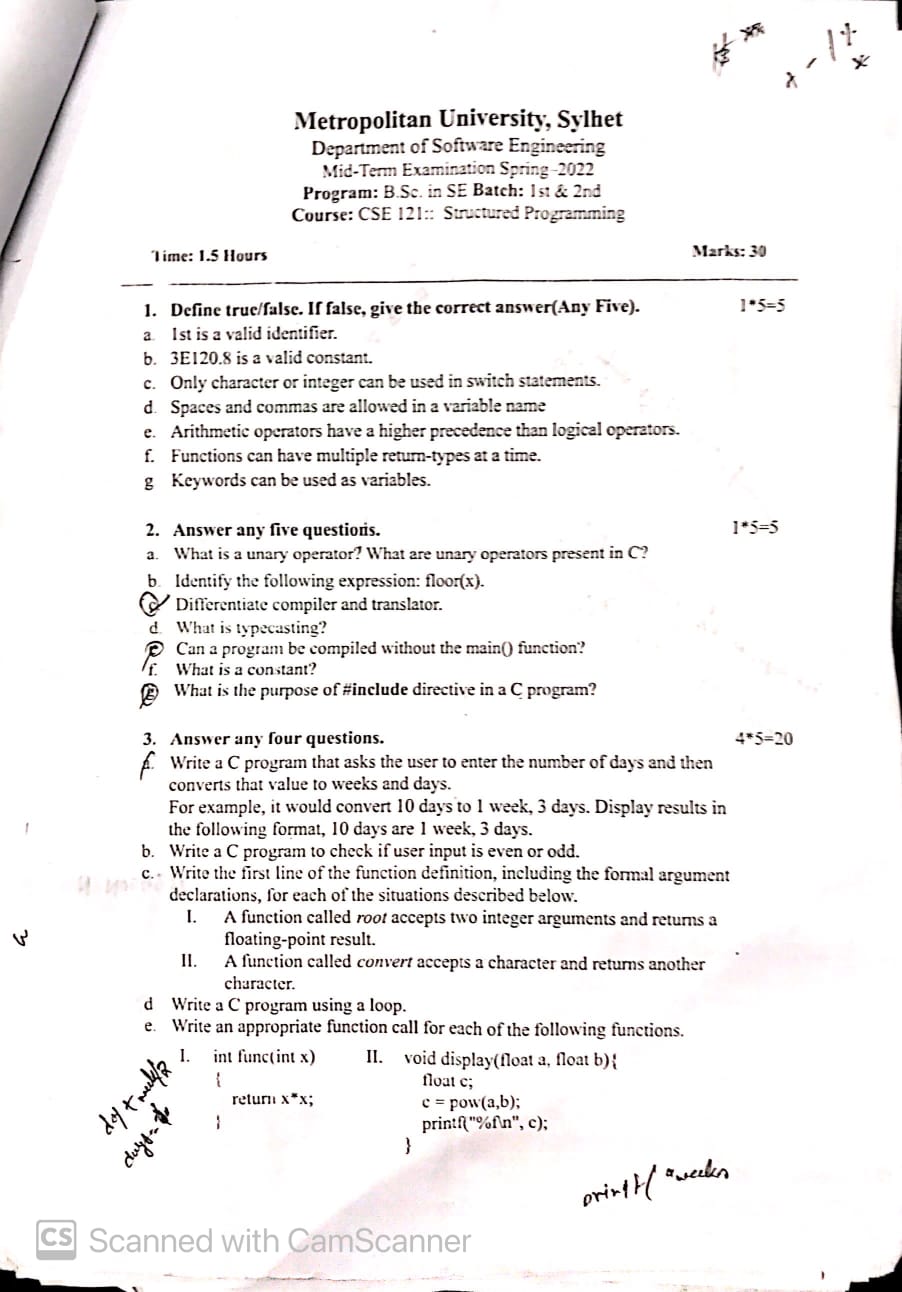 Metropolitan University, Sylhet
Department of Software Engineering
Mid-Term Examination Spring-2022
Program: B.Sc. in SE Batch: 1st & 2nd
Course: CSE 121:: Structured Programming
Time: 1.5 Hours Marks: 30
1. Define true/false. If false, give the correct answer(Any Five). 1*5=5
a. 1st is a valid identifier.
b. 3E120.8 is a valid constant.
c. Only character or integer can be used in switch statements.
d. Spaces and commas are allowed in a variable name
e. Arithmetic operators have a higher precedence than logical operators.
f. Functions can have multiple return-types at a time.
g Keywords can be used as variables.
2. Answer any five questions. 1*5=5
a. What is a unary operator? What are unary operators present in C?
b. Identify the following expression: floor(x).
Differentiate compiler and translator.
d. What is typecasting?
Can a program be compiled without the main() function?
f. What is a constant?
What is the purpose of #include directive in a C program?
3. Answer any four questions. 4*5=20
Write a C program that asks the user to enter the number of days and then
converts that value to weeks and days.
For example, it would convert 10 days to 1 week, 3 days. Display results in
the following format, 10 days are 1 week, 3 days.
b. Write a C program to check if user input is even or odd.
c. Write the first line of the function definition, including the formal argument
declarations, for each of the situations described below.
I. A function called root accepts two integer arguments and returns a
floating-point result.
II. A function called convert accepts a character and returns another
character.
d Write a C program using a loop.
e. Write an appropriate function call for each of the following functions.
I. int func(int x) II. void display(float a, float b){
{ float c;
return x*x; c = pow(a,b);
} printf("%f\n", c);
}
printf( weeks
CS Scanned with CamScanner